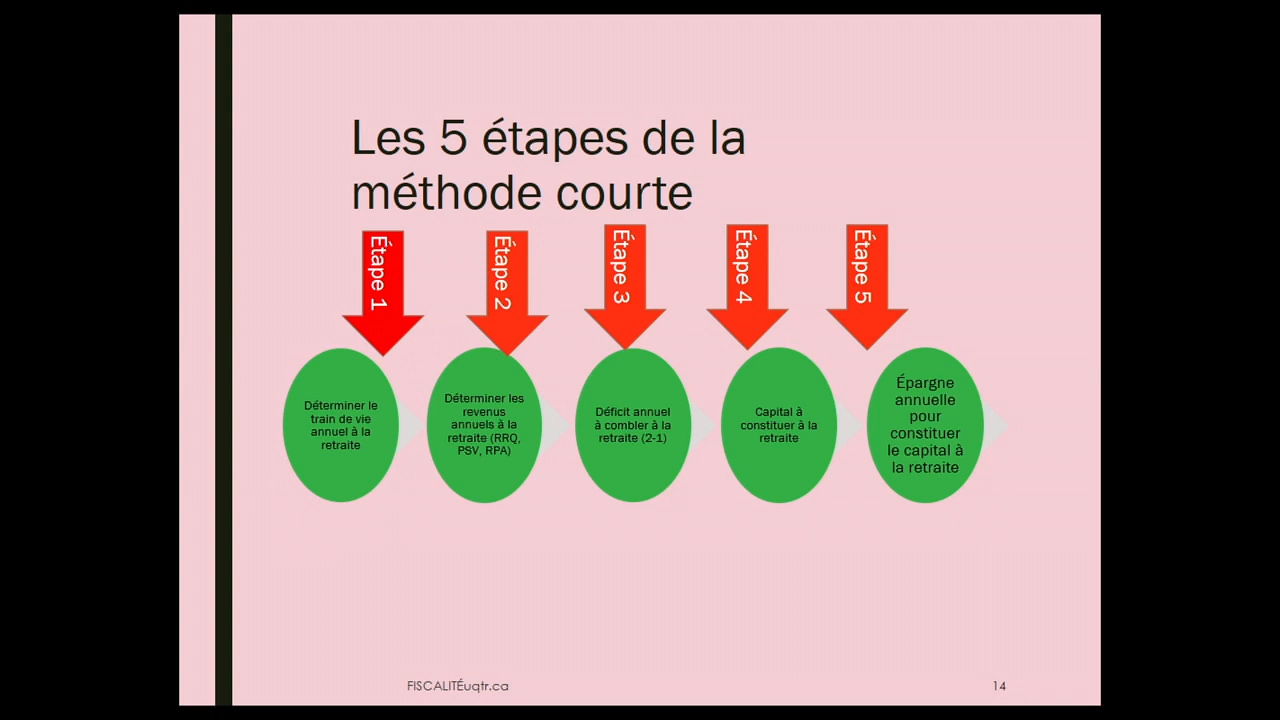 Les 5 étapes de la
méthode courte
Étape 1
Étape 2
Étape 3
Étape 4
Étape 5
Déterminer le
train de vie
annuel à la
retraite
Déterminer les
revenus
annuels à la
retraite (RRQ,
PSV, RPA)
Déficit annuel
à combler à la
retraite (2-1)
Capital à
constituer à la
retraite
Épargne
annuelle
pour
constituer
le capital à
la retraite
FISCALITÉuqtr.ca
14